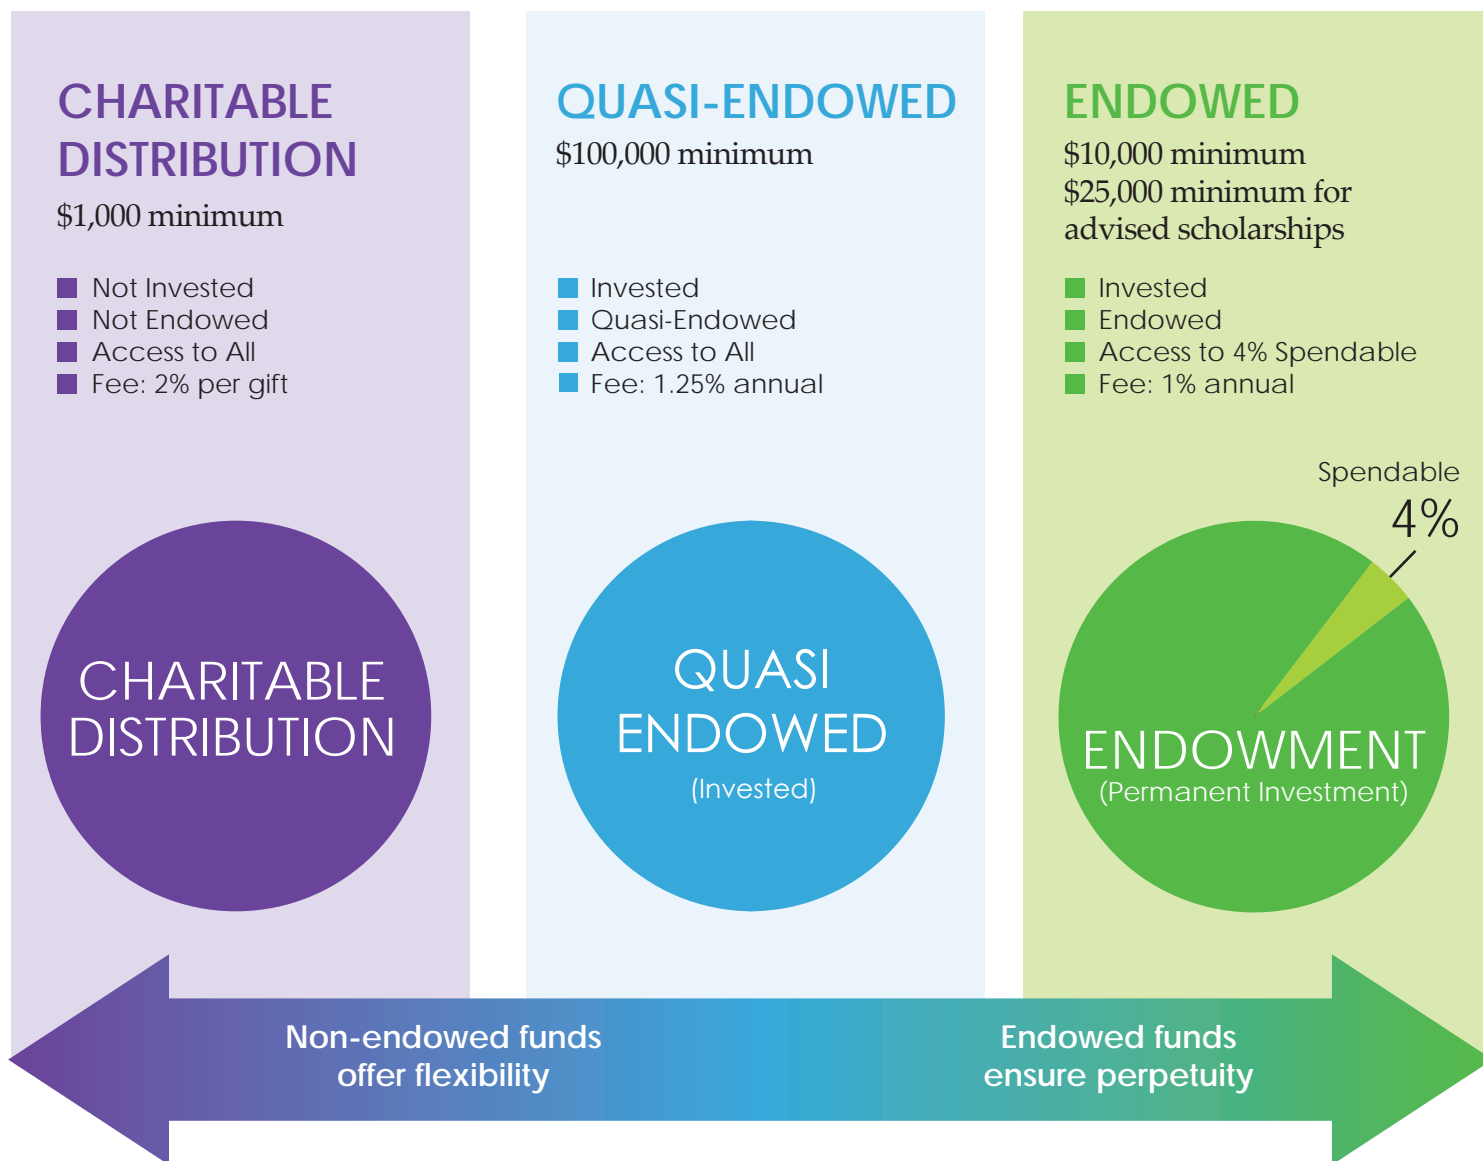 CHARITABLE
DISTRIBUTION
$1,000 minimum
Not Invested
Not Endowed
Access to All
Fee: 2% per gift
CHARITABLE
DISTRIBUTION
QUASI-ENDOWED
$100,000 minimum
Invested
Quasi-Endowed
Access to All
Fee: 1.25% annual
QUASI
ENDOWED
(Invested)
ENDOWED
$10,000 minimum
$25,000 minimum for
advised scholarships
Invested
Endowed
Access to 4% Spendable
Fee: 1% annual
Spendable
4%
ENDOWMENT
(Permanent Investment)
Non-endowed funds
offer flexibility
Endowed funds
ensure perpetuity